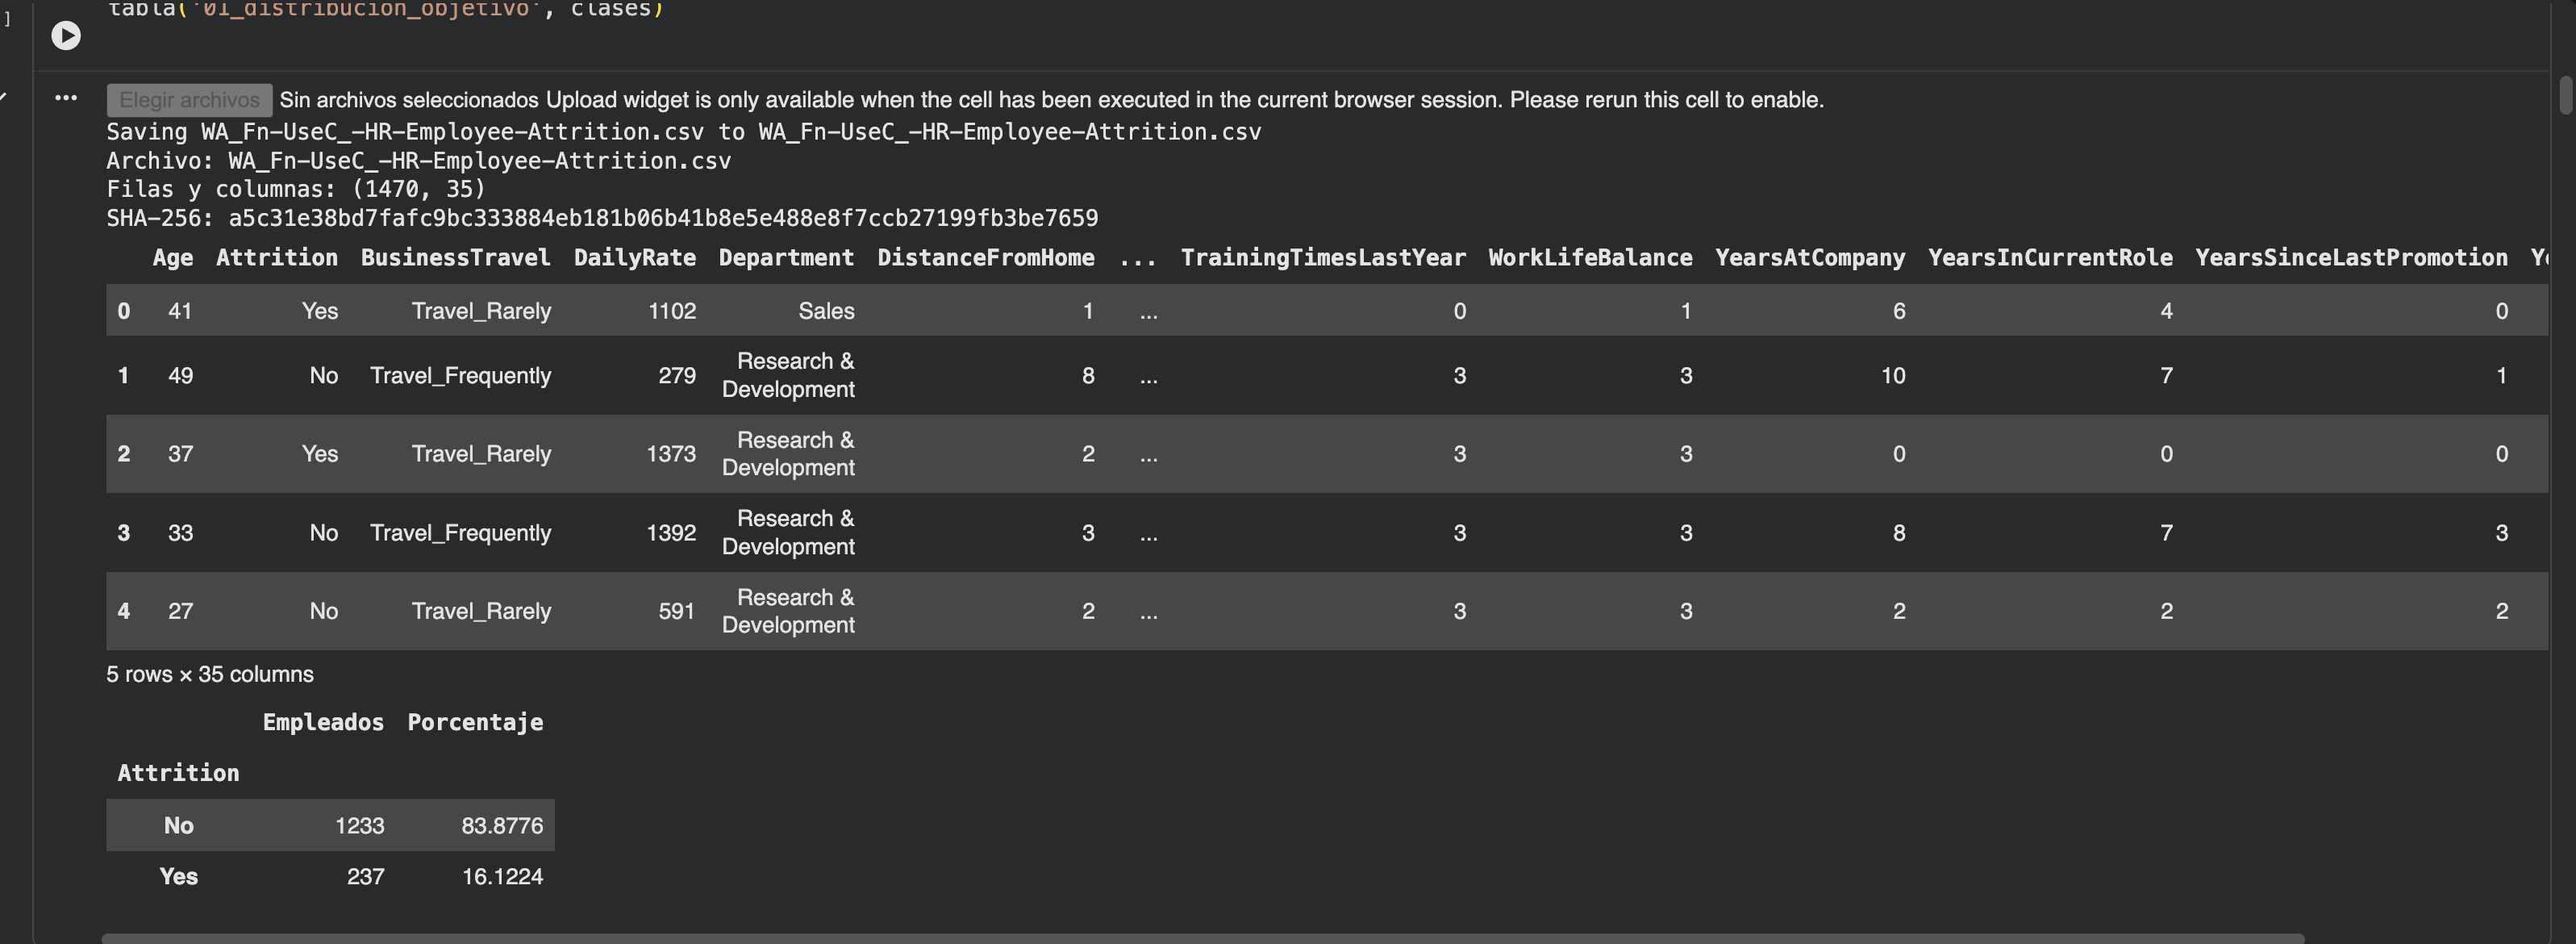 ]
tabla('01_distribucion_objetivo', clases)
Elegir archivos Sin archivos seleccionados Upload widget is only available when the cell has been executed in the current browser session. Please rerun this cell to enable.
Saving WA_Fn-UseC_-HR-Employee-Attrition.csv to WA_Fn-UseC_-HR-Employee-Attrition.csv
Archivo: WA_Fn-UseC_-HR-Employee-Attrition.csv
Filas y columnas: (1470, 35)
SHA-256: a5c31e38bd7fafc9bc333884eb181b06b41b8e5e488e8f7ccb27199fb3be7659
Age Attrition BusinessTravel DailyRate Department DistanceFromHome ... TrainingTimesLastYear WorkLifeBalance YearsAtCompany YearsInCurrentRole YearsSinceLastPromotion
0 41 Yes Travel_Rarely 1102 Sales 1 ... 0 1 6 4 0
1 49 No Travel_Frequently 279 Research & Development 8 ... 3 3 10 7 1
2 37 Yes Travel_Rarely 1373 Research & Development 2 ... 3 3 0 0 0
3 33 No Travel_Frequently 1392 Research & Development 3 ... 3 3 8 7 3
4 27 No Travel_Rarely 591 Research & Development 2 ... 3 3 2 2 2
5 rows × 35 columns
Empleados Porcentaje
Attrition
No 1233 83.8776
Yes 237 16.1224